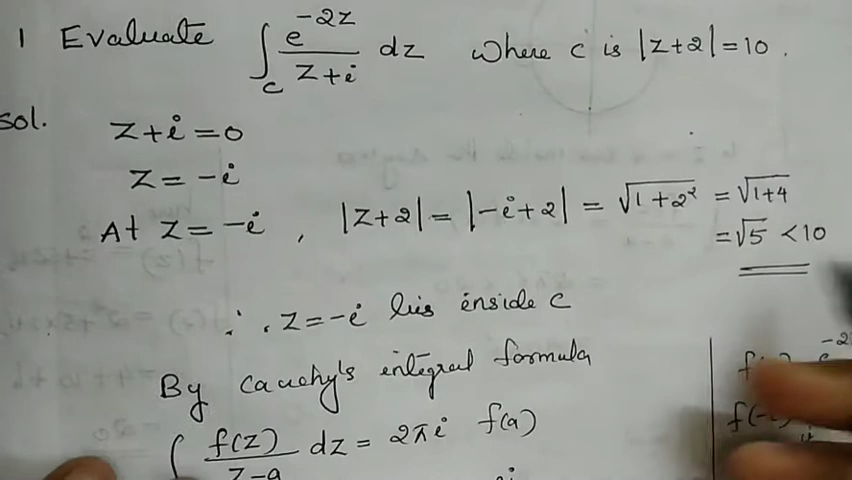 1 Evaluate ∫_C e^{-2z}/(z+i) dz where c is |z+2|=10.
sol. z+i=0
z=-i
At z=-i, |z+2|=|-i+2|=√(1+2²)=√(1+4)
=√5 <10
∴ z=-i lies inside C
By Cauchy's integral formula
∫ f(z)/(z-a) dz = 2πi f(a)